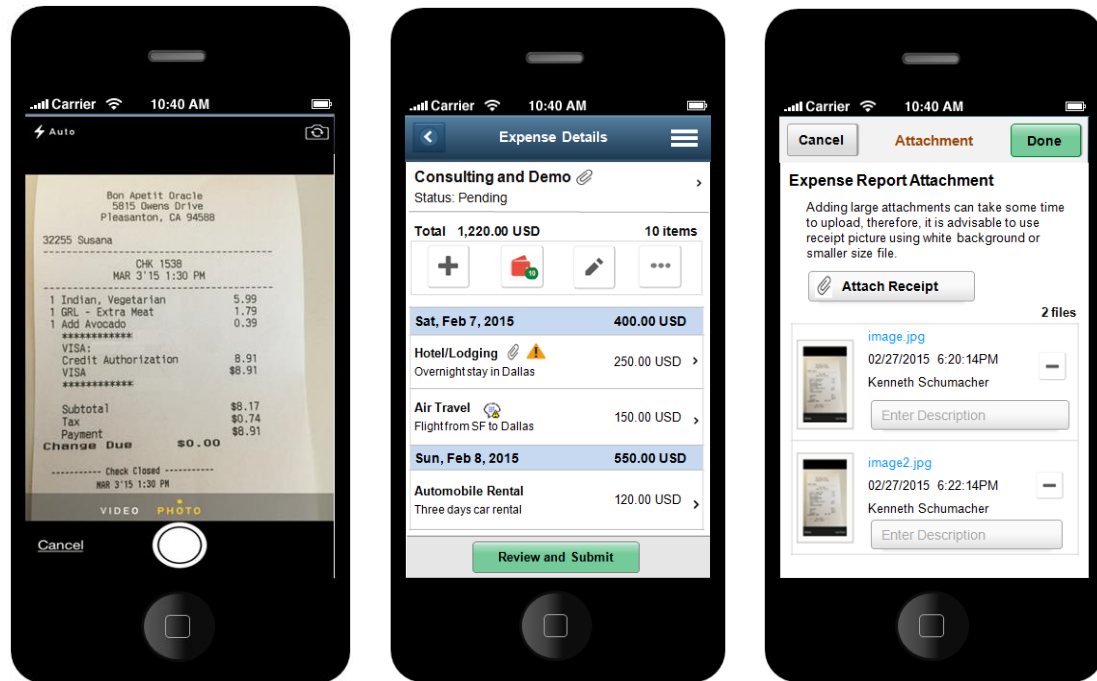 Carrier 10:40 AM
Auto
Bon Apetit Oracle
5815 Owens Drive
Pleasanton, CA 94588
32255 Susana
CHK 1538
MAR 3'15 1:30 PM
1 Indian, Vegetarian 5.99
1 GRL - Extra Meat 1.79
1 Add Avocado 0.39
************
VISA:
Credit Authorization 8.91
VISA $8.91
************
Subtotal $8.17
Tax $0.74
Payment $8.91
Change Due $0.00
----------- Check Closed -----------
MAR 3'15 1:30 PM
VIDEO PHOTO
Cancel
Carrier 10:40 AM
Expense Details
Consulting and Demo
Status: Pending
Total 1,220.00 USD 10 items
10
Sat, Feb 7, 2015 400.00 USD
Hotel/Lodging
250.00 USD
Overnight stay in Dallas
Air Travel
150.00 USD
Flight from SF to Dallas
Sun, Feb 8, 2015 550.00 USD
Automobile Rental
120.00 USD
Three days car rental
Review and Submit
Carrier 10:40 AM
Cancel Attachment Done
Expense Report Attachment
Adding large attachments can take some time
to upload, therefore, it is advisable to use
receipt picture using white background or
smaller size file.
Attach Receipt
2 files
image.jpg
02/27/2015 6:20:14PM
Kenneth Schumacher
Enter Description
image2.jpg
02/27/2015 6:22:14PM
Kenneth Schumacher
Enter Description